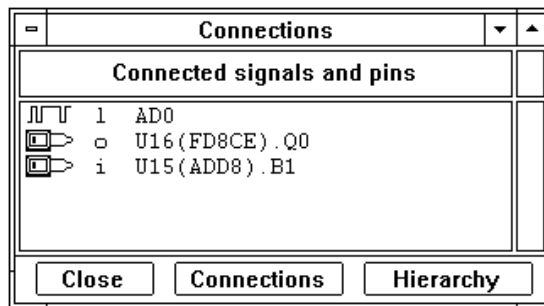 Connections
Connected signals and pins
l AD0
o U16(FD8CE).Q0
i U15(ADD8).B1
Close Connections Hierarchy